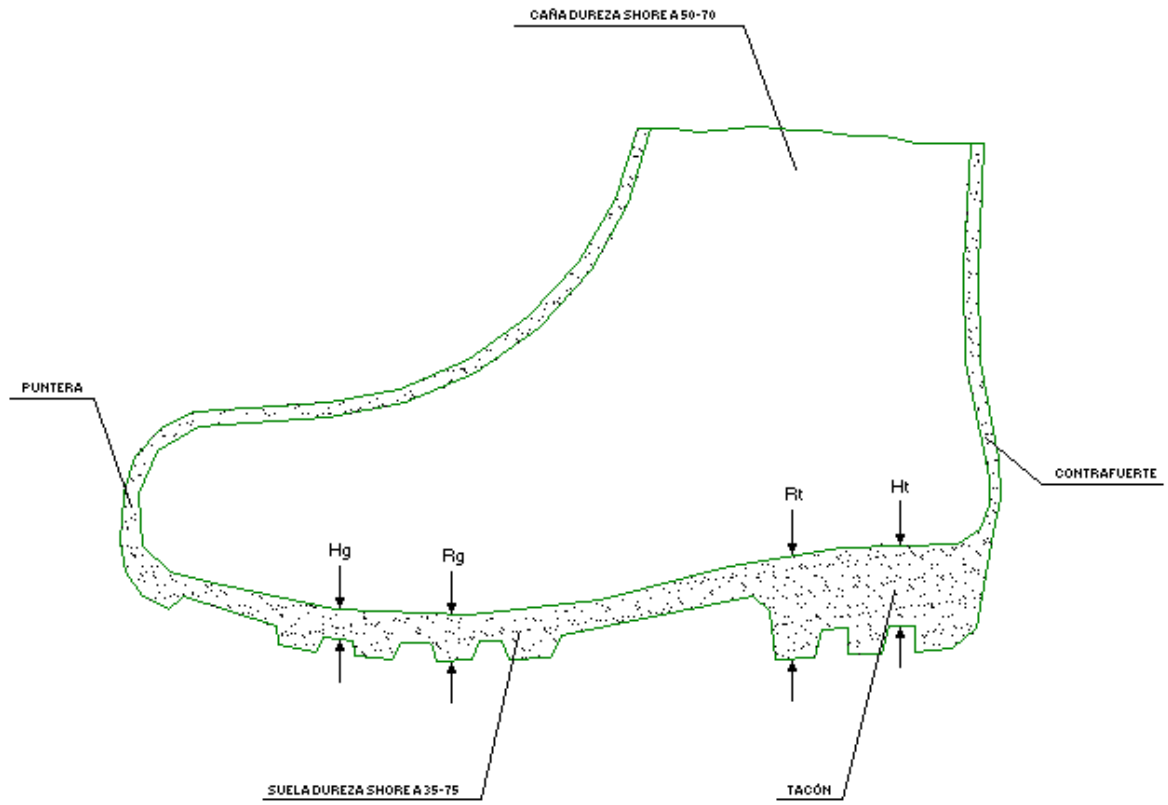 CAÑA DUREZA SHORE A 50-70
PUNTERA
CONTRAFUERTE
Rt
Ht
Hg
Rg
SUELA DUREZA SHORE A 35-75
TACÓN